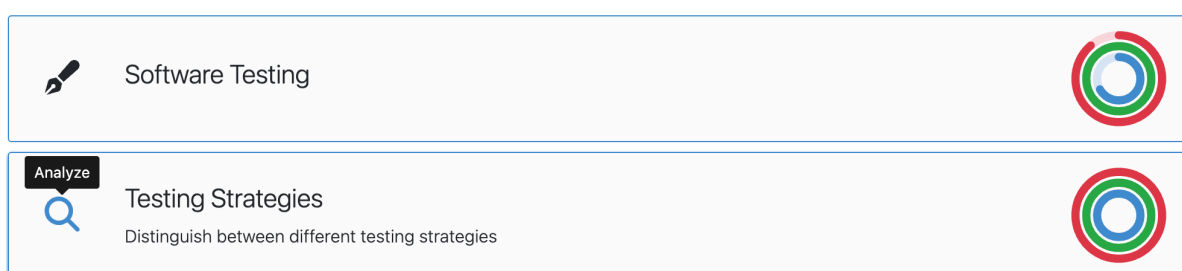 Software Testing
Analyze
Testing Strategies
Distinguish between different testing strategies